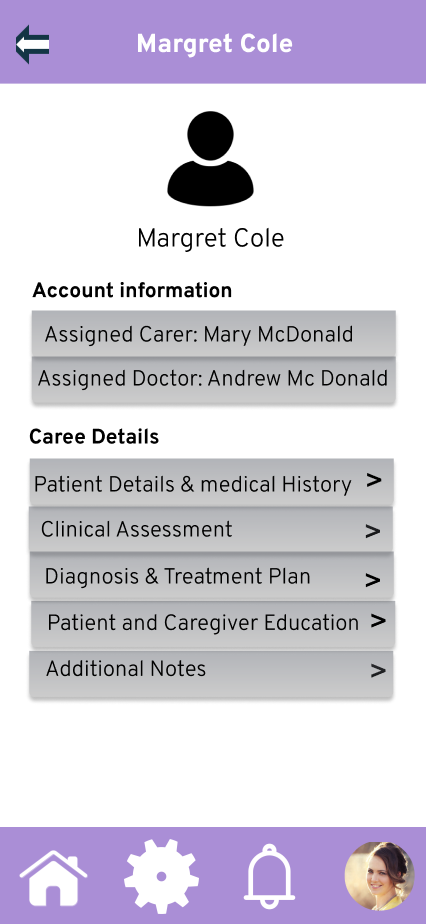 Margret Cole
Margret Cole
Account information
Assigned Carer: Mary McDonald
Assigned Doctor: Andrew Mc Donald
Caree Details
Patient Details & medical History >
Clinical Assessment >
Diagnosis & Treatment Plan >
Patient and Caregiver Education >
Additional Notes >